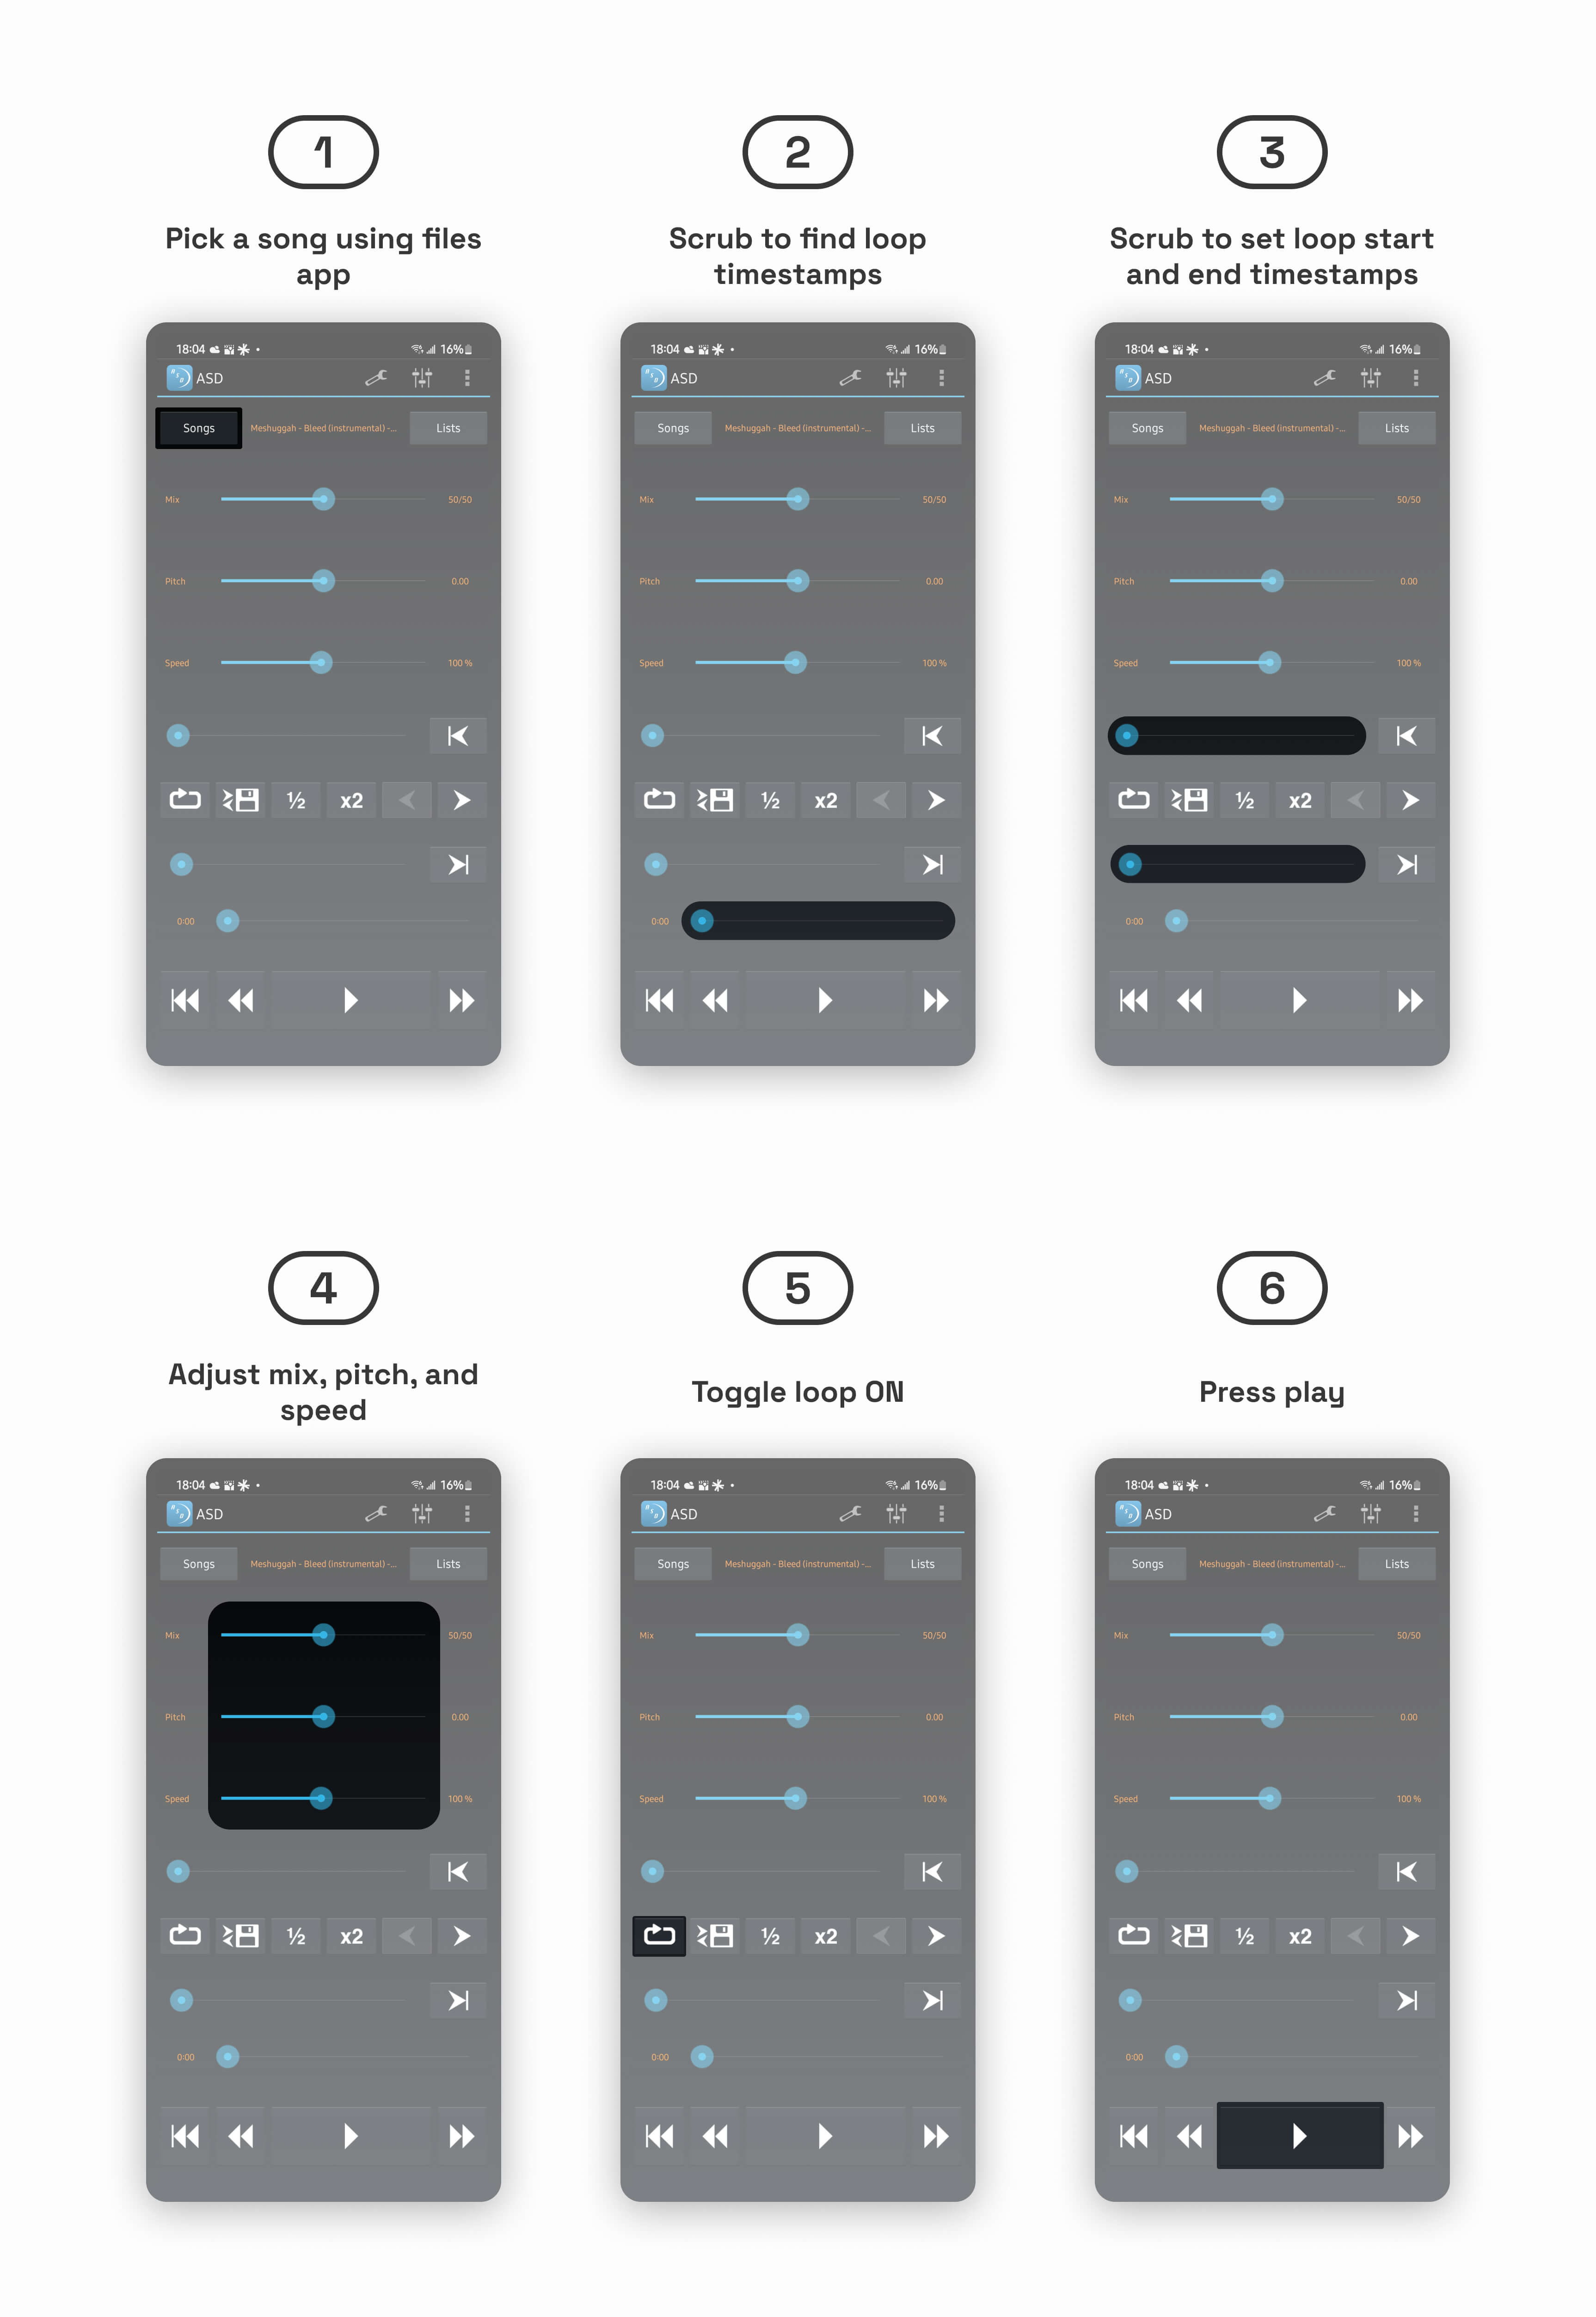 1
Pick a song using files
app
18:04 16%
ASD
Songs Meshuggah - Bleed (instrumental) -... Lists
Mix 50/50
Pitch 0.00
Speed 100 %
½ x2
0:00
2
Scrub to find loop
timestamps
18:04 16%
ASD
Songs Meshuggah - Bleed (instrumental) -... Lists
Mix 50/50
Pitch 0.00
Speed 100 %
½ x2
0:00
3
Scrub to set loop start
and end timestamps
18:04 16%
ASD
Songs Meshuggah - Bleed (instrumental) -... Lists
Mix 50/50
Pitch 0.00
Speed 100 %
½ x2
0:00
4
Adjust mix, pitch, and
speed
18:04 16%
ASD
Songs Meshuggah - Bleed (instrumental) -... Lists
Mix 50/50
Pitch 0.00
Speed 100 %
½ x2
0:00
5
Toggle loop ON
18:04 16%
ASD
Songs Meshuggah - Bleed (instrumental) -... Lists
Mix 50/50
Pitch 0.00
Speed 100 %
½ x2
0:00
6
Press play
18:04 16%
ASD
Songs Meshuggah - Bleed (instrumental) -... Lists
Mix 50/50
Pitch 0.00
Speed 100 %
½ x2
0:00